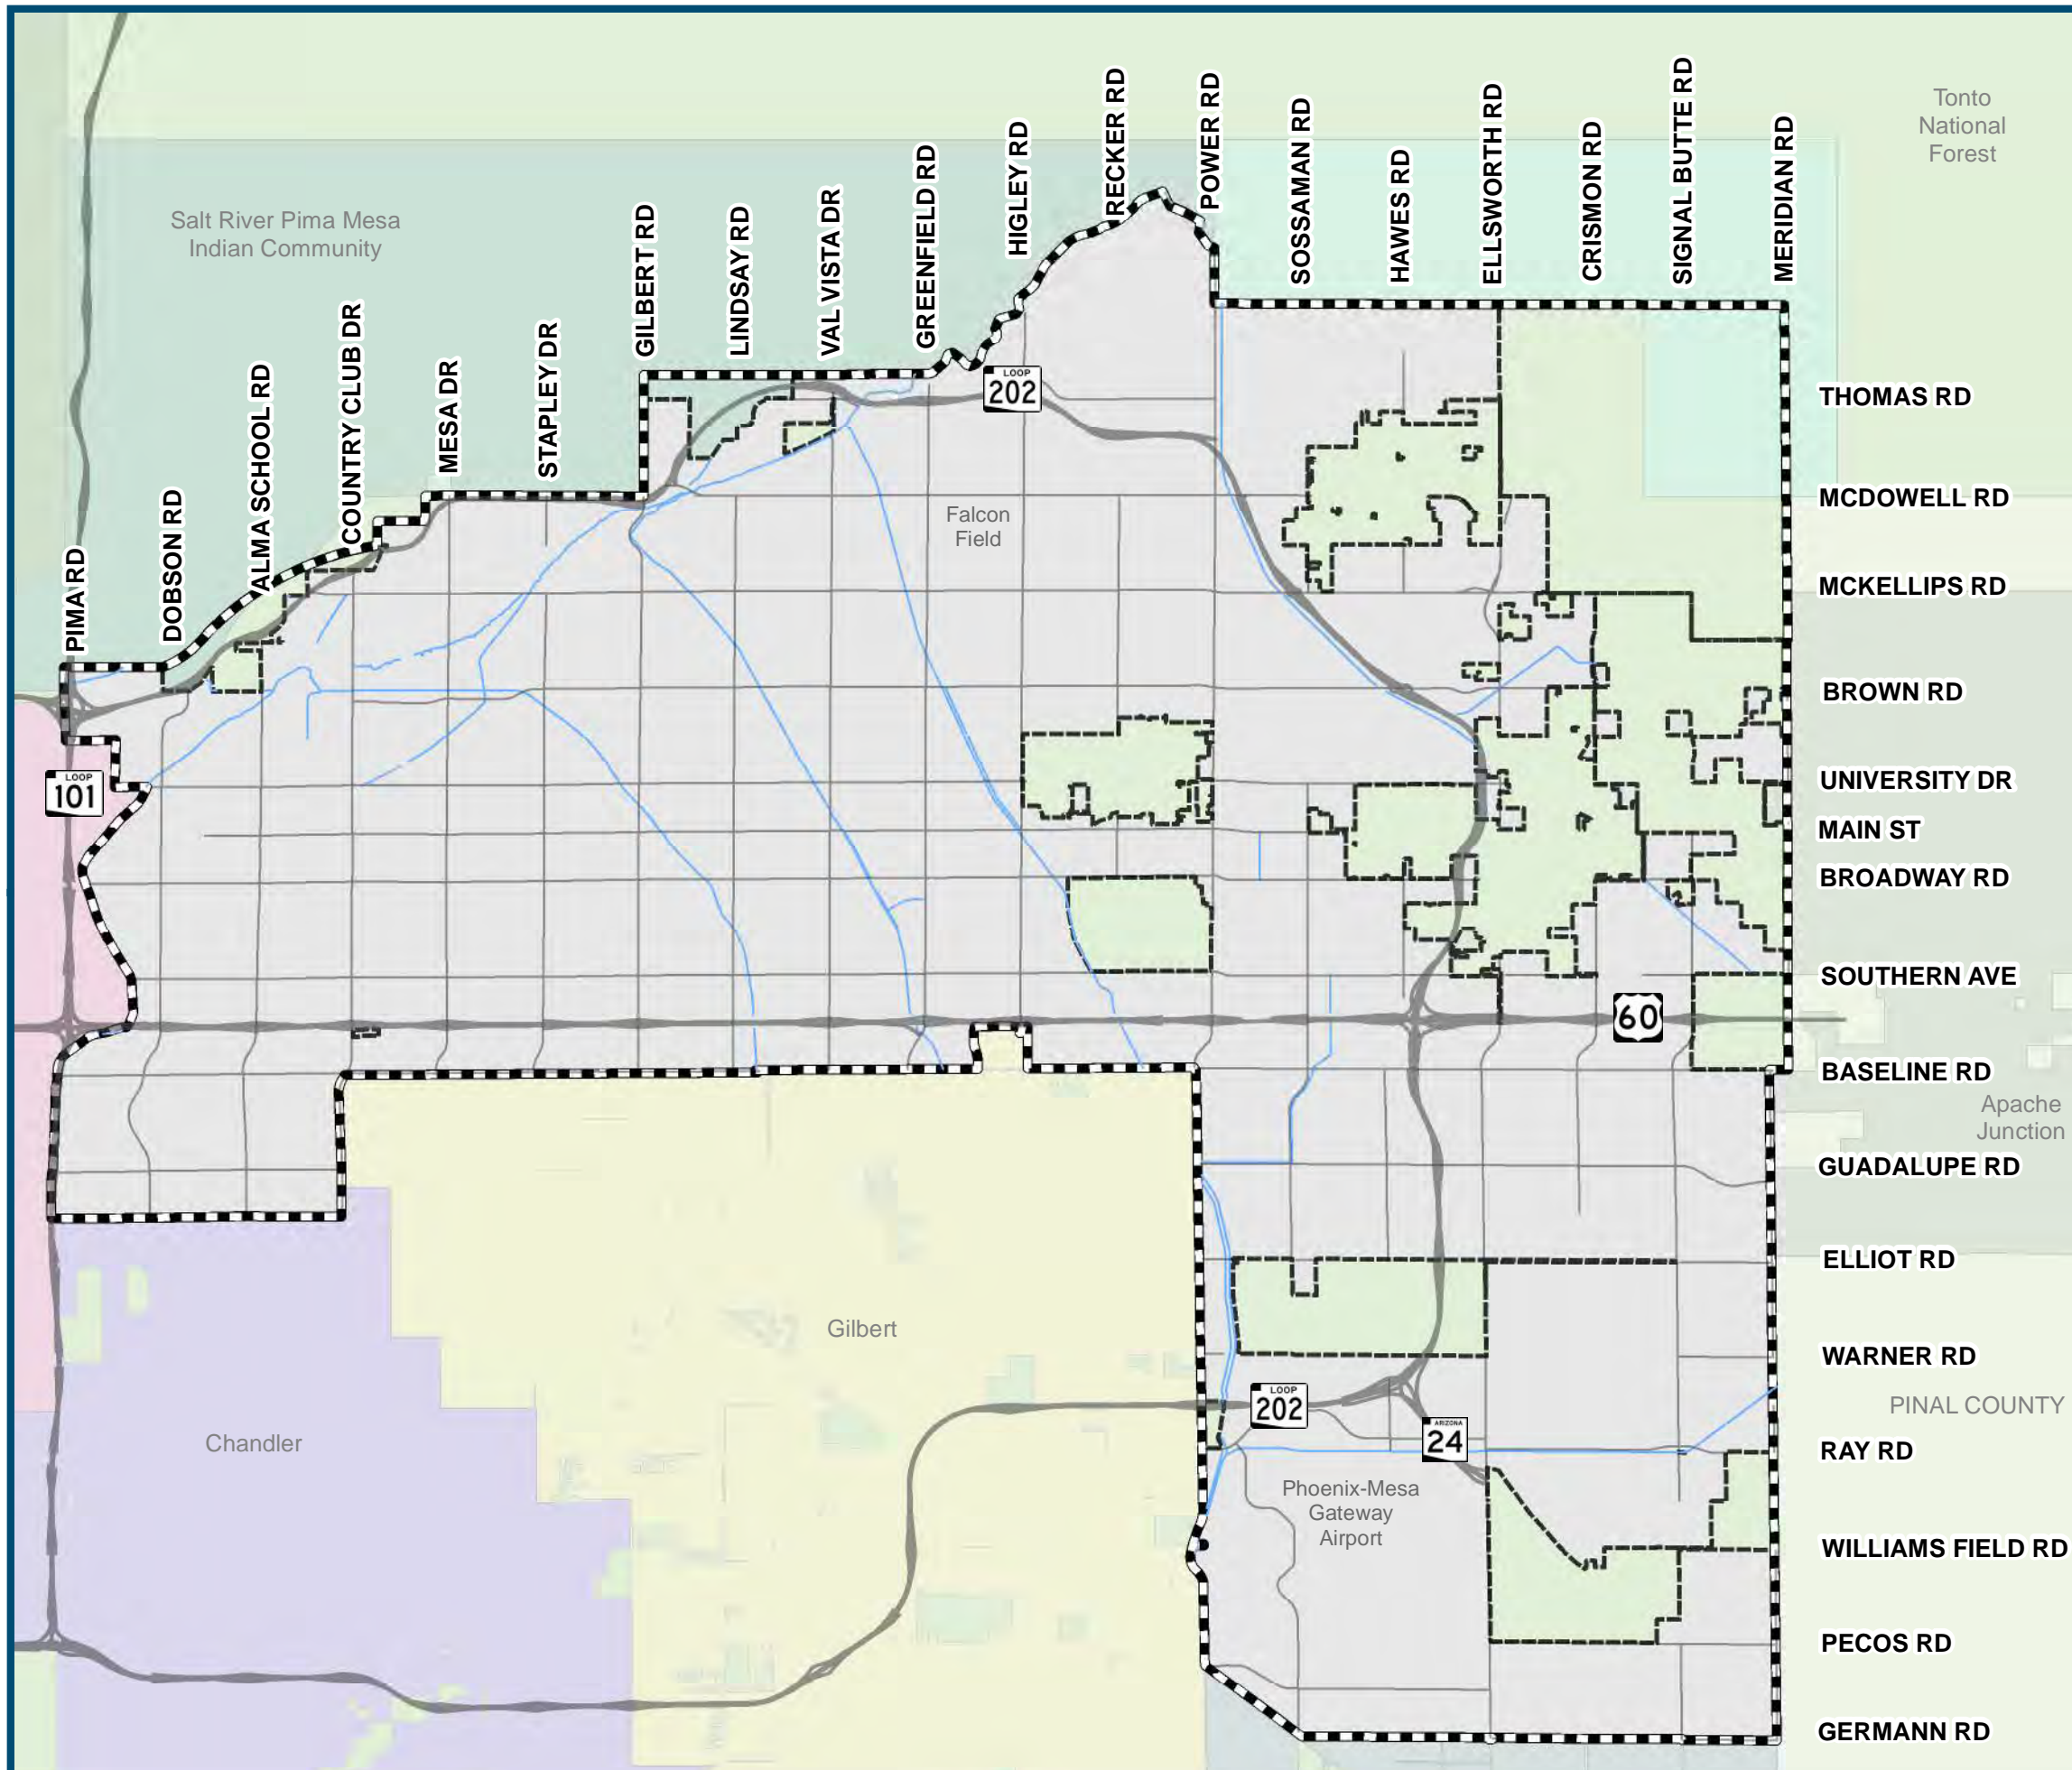 PIMA RD
DOBSON RD
ALMA SCHOOL RD
COUNTRY CLUB DR
MESA DR
STAPLEY DR
GILBERT RD
LINDSAY RD
VAL VISTA DR
GREENFIELD RD
HIGLEY RD
RECKER RD
POWER RD
SOSSAMAN RD
HAWES RD
ELLSWORTH RD
CRISMON RD
SIGNAL BUTTE RD
MERIDIAN RD
Tonto
National
Forest
Salt River Pima Mesa
Indian Community
LOOP
202
THOMAS RD
MCDOWELL RD
Falcon
Field
MCKELLIPS RD
BROWN RD
LOOP
101
UNIVERSITY DR
MAIN ST
BROADWAY RD
SOUTHERN AVE
60
BASELINE RD
Apache
Junction
GUADALUPE RD
ELLIOT RD
Gilbert
WARNER RD
LOOP
202
PINAL COUNTY
Chandler
ARIZONA
24
RAY RD
Phoenix-Mesa
Gateway
Airport
WILLIAMS FIELD RD
PECOS RD
GERMANN RD